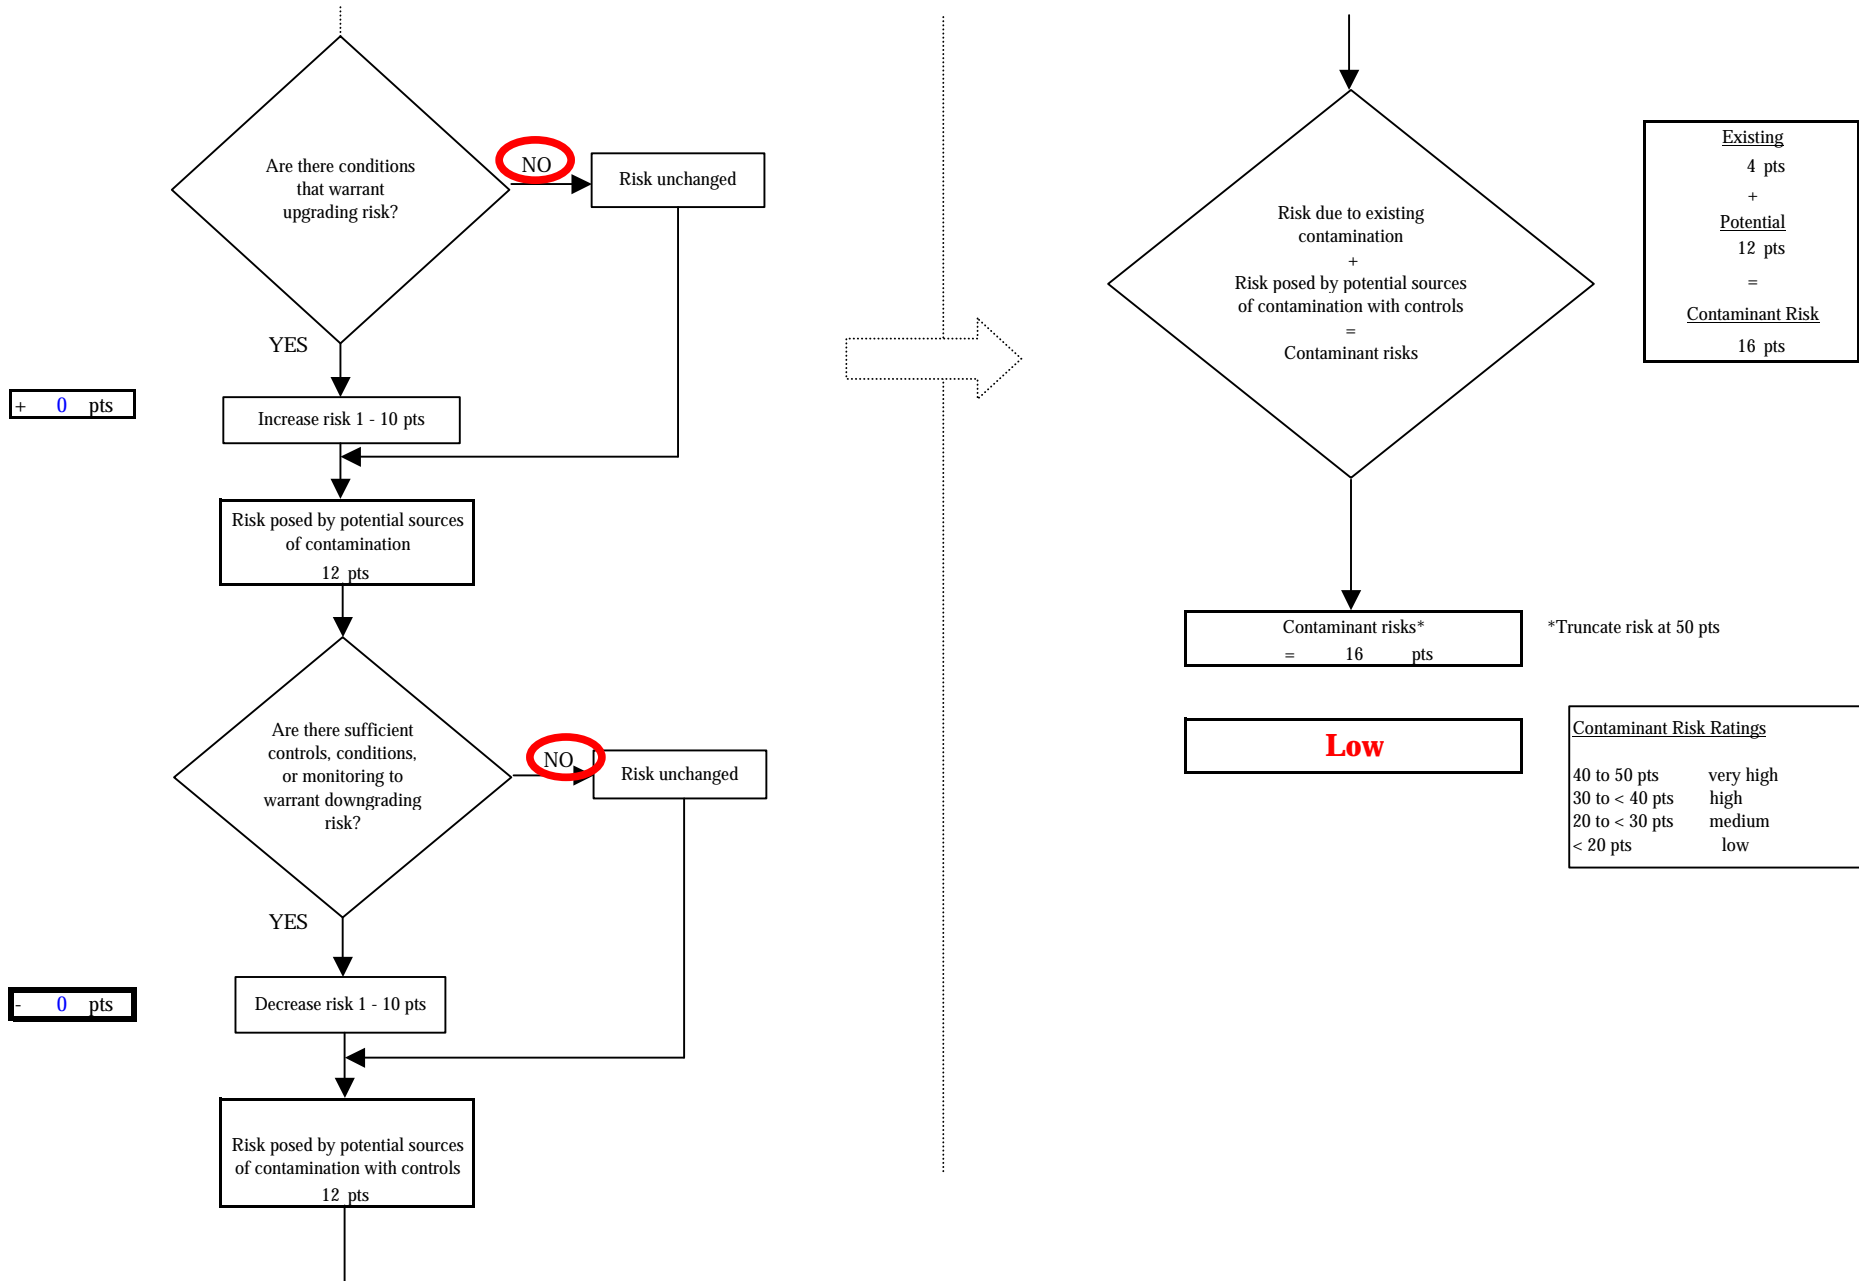 Are there conditions
that warrant
upgrading risk?
NO
Risk unchanged
YES
+ 0 pts
Increase risk 1 - 10 pts
Risk posed by potential sources
of contamination
12 pts
Are there sufficient
controls, conditions,
or monitoring to
warrant downgrading
risk?
NO
Risk unchanged
YES
- 0 pts
Decrease risk 1 - 10 pts
Risk posed by potential sources
of contamination with controls
12 pts
Risk due to existing
contamination
+
Risk posed by potential sources
of contamination with controls
=
Contaminant risks
Existing
4 pts
+
Potential
12 pts
=
Contaminant Risk
16 pts
Contaminant risks*
= 16 pts
*Truncate risk at 50 pts
Low
Contaminant Risk Ratings
40 to 50 pts very high
30 to < 40 pts high
20 to < 30 pts medium
< 20 pts low